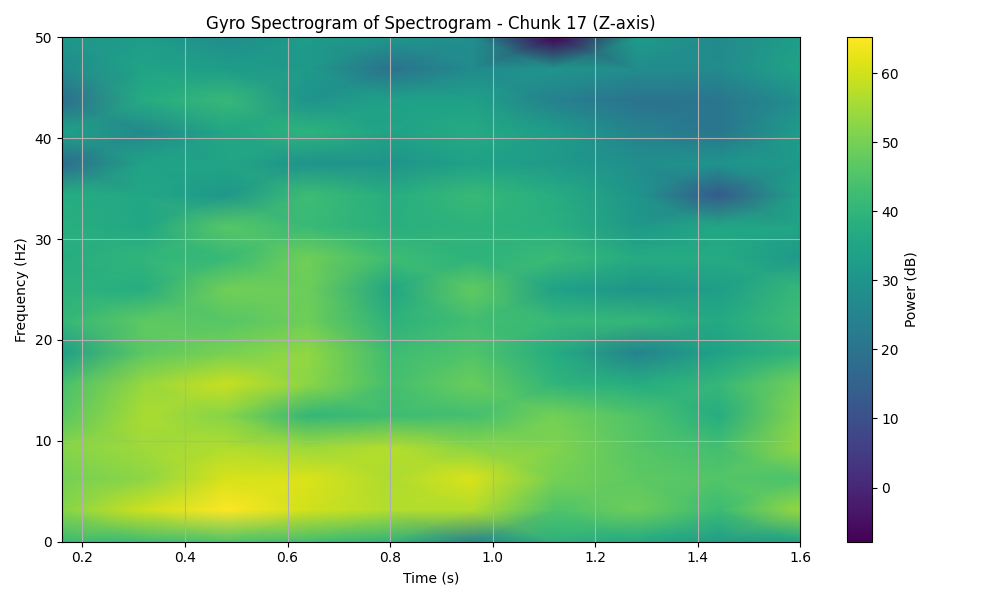 Gyro Spectrogram of Spectrogram - Chunk 17 (Z-axis)
50
40
30
20
10
0
Frequency (Hz)
0.2 0.4 0.6 0.8 1.0 1.2 1.4 1.6
Time (s)
60
50
40
30
20
10
0
Power (dB)